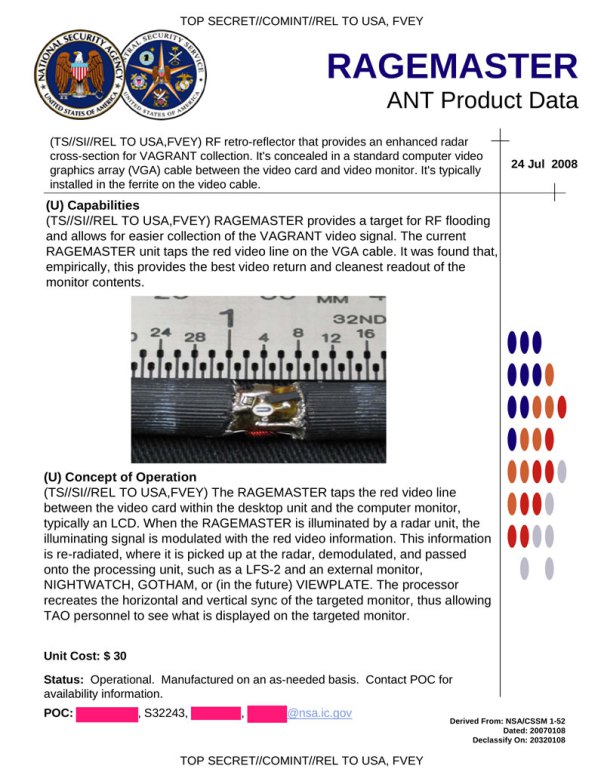 TOP SECRET//COMINT//REL TO USA, FVEY
NATIONAL SECURITY AGENCY
UNITED STATES OF AMERICA
CENTRAL SECURITY SERVICE
UNITED STATES OF AMERICA
RAGEMASTER
ANT Product Data
(TS//SI//REL TO USA,FVEY) RF retro-reflector that provides an enhanced radar
cross-section for VAGRANT collection. It's concealed in a standard computer video
graphics array (VGA) cable between the video card and video monitor. It's typically
installed in the ferrite on the video cable.
24 Jul 2008
(U) Capabilities
(TS//SI//REL TO USA,FVEY) RAGEMASTER provides a target for RF flooding
and allows for easier collection of the VAGRANT video signal. The current
RAGEMASTER unit taps the red video line on the VGA cable. It was found that,
empirically, this provides the best video return and cleanest readout of the
monitor contents.
MM
32ND
1
24 28 4 8 12 16
(U) Concept of Operation
(TS//SI//REL TO USA,FVEY) The RAGEMASTER taps the red video line
between the video card within the desktop unit and the computer monitor,
typically an LCD. When the RAGEMASTER is illuminated by a radar unit, the
illuminating signal is modulated with the red video information. This information
is re-radiated, where it is picked up at the radar, demodulated, and passed
onto the processing unit, such as a LFS-2 and an external monitor,
NIGHTWATCH, GOTHAM, or (in the future) VIEWPLATE. The processor
recreates the horizontal and vertical sync of the targeted monitor, thus allowing
TAO personnel to see what is displayed on the targeted monitor.
Unit Cost: $ 30
Status: Operational. Manufactured on an as-needed basis. Contact POC for
availability information.
POC: , S32243, , @nsa.ic.gov
Derived From: NSA/CSSM 1-52
Dated: 20070108
Declassify On: 20320108
TOP SECRET//COMINT//REL TO USA, FVEY